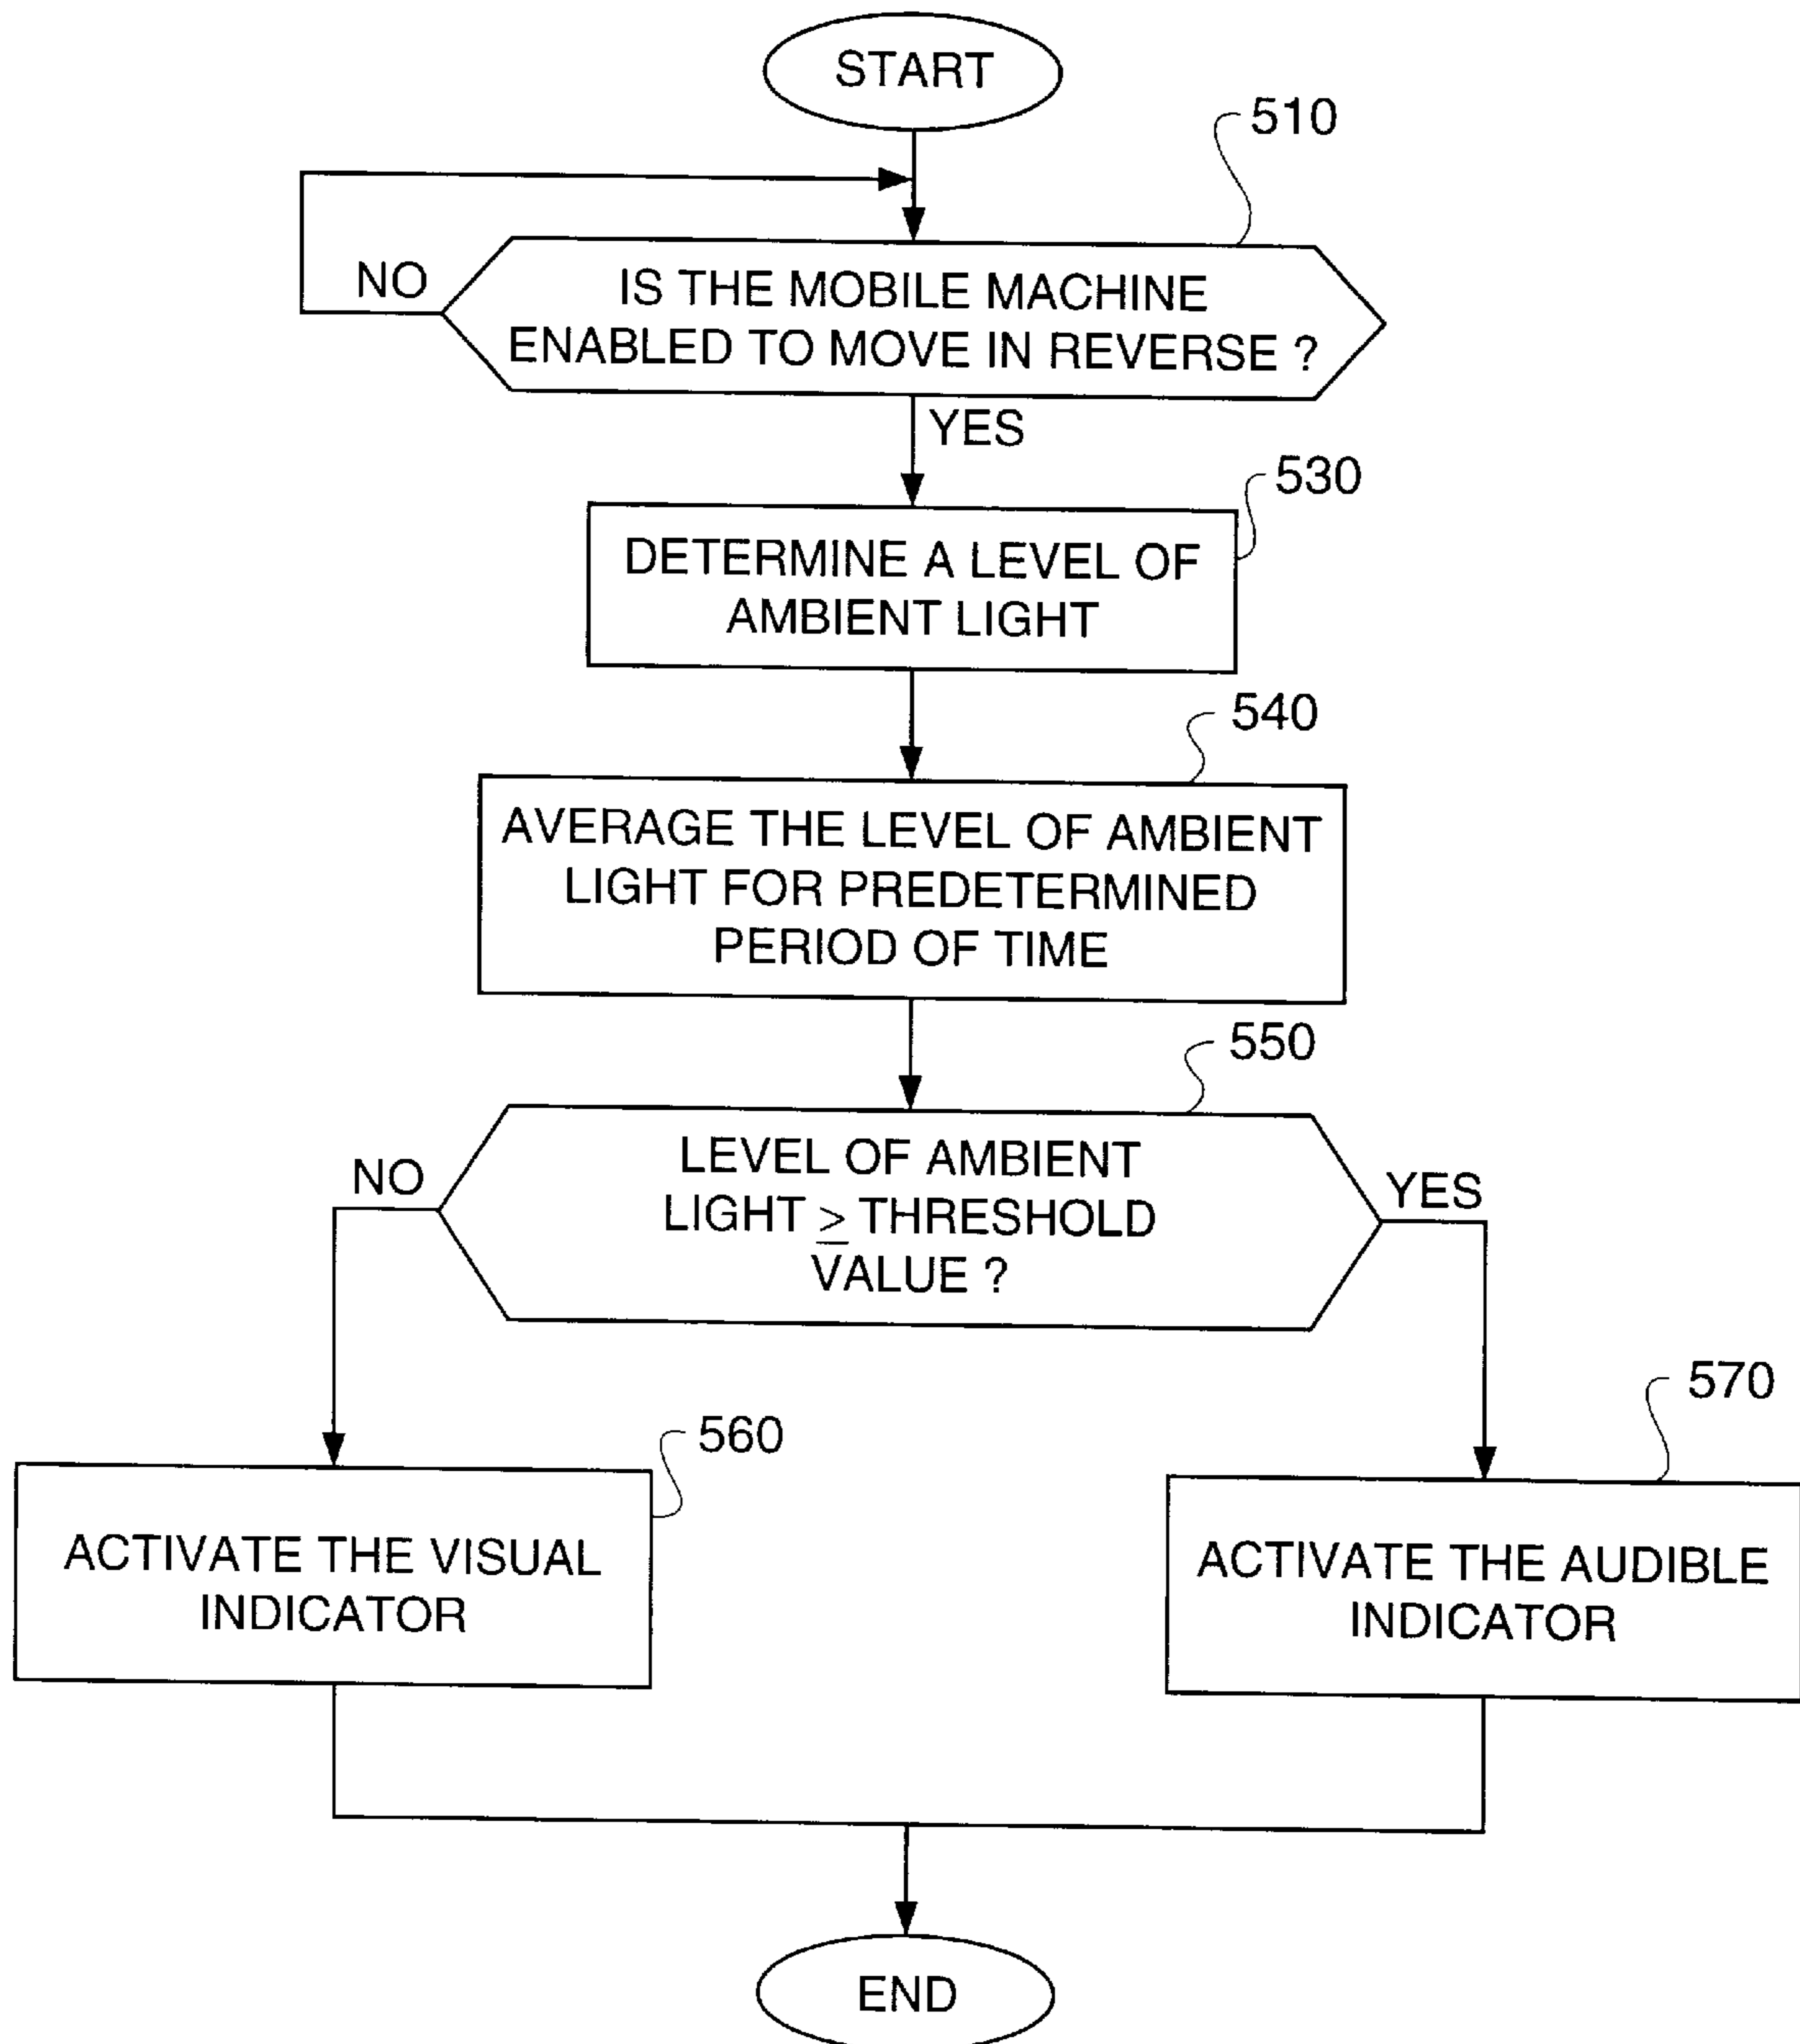 START
510
NO
IS THE MOBILE MACHINE
ENABLED TO MOVE IN REVERSE ?
YES
530
DETERMINE A LEVEL OF
AMBIENT LIGHT
540
AVERAGE THE LEVEL OF AMBIENT
LIGHT FOR PREDETERMINED
PERIOD OF TIME
550
NO
LEVEL OF AMBIENT
LIGHT ≥ THRESHOLD
VALUE ?
YES
560
570
ACTIVATE THE VISUAL
INDICATOR
ACTIVATE THE AUDIBLE
INDICATOR
END